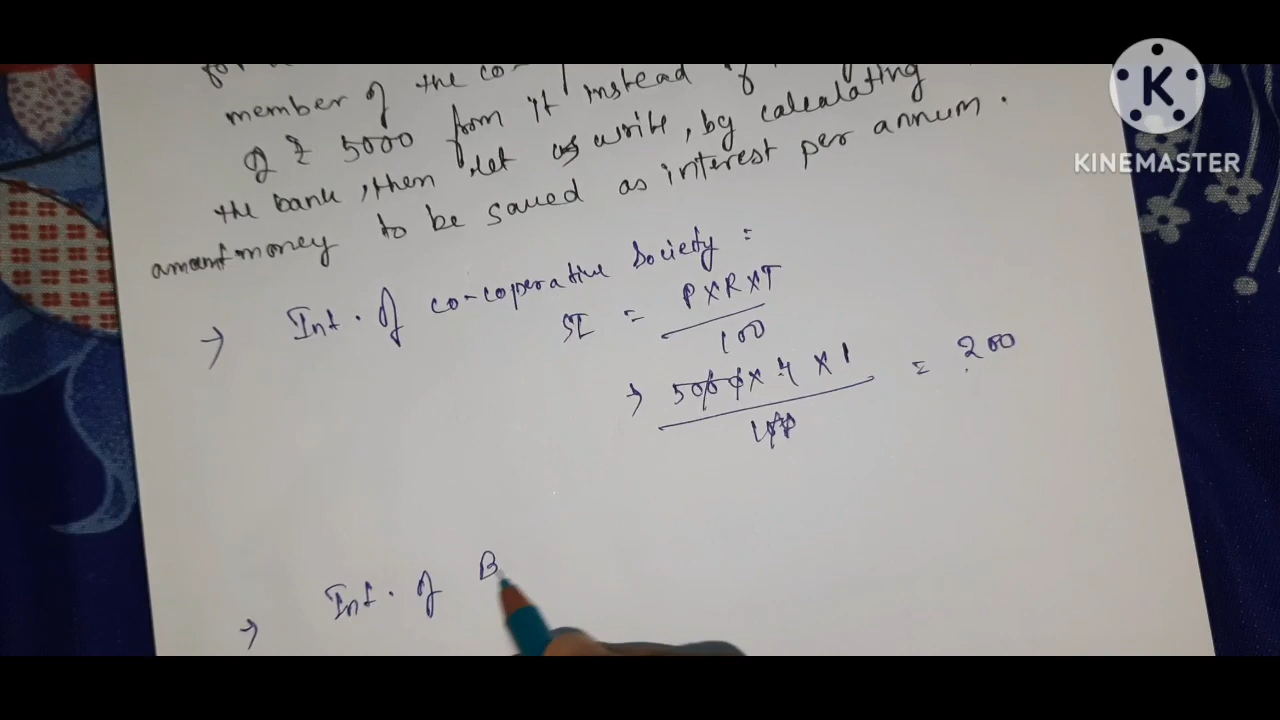 member of the co-
of ₹ 5000 from it instead of
the bank, then let us write, by calculating
amount money to be saved as interest per annum.
→ Int. of co-coperative Society =
SI = P×R×T
100
→ 5000 × 4 × 1 = 200
100
→ Int. of B
K
KINEMASTER